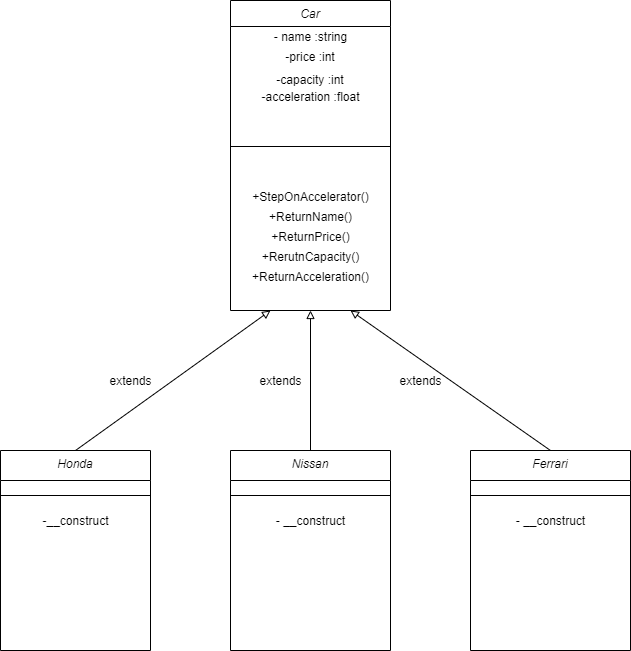 Car
- name :string
-price :int
-capacity :int
-acceleration :float
+StepOnAccelerator()
+ReturnName()
+ReturnPrice()
+RerutnCapacity()
+ReturnAcceleration()
extends
extends
extends
Honda
Nissan
Ferrari
-__construct
- __construct
- __construct